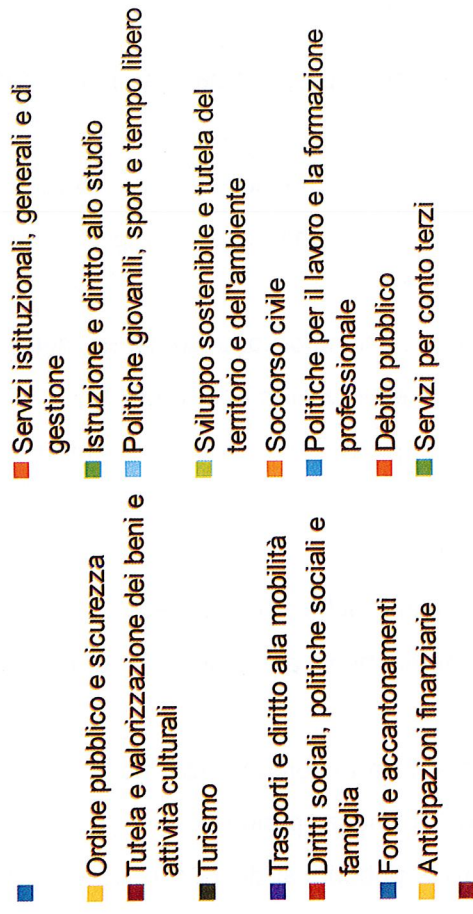 Servizi istituzionali, generali e di
gestione
Ordine pubblico e sicurezza
Istruzione e diritto allo studio
Tutela e valorizzazione dei beni e
attività culturali
Politiche giovanili, sport e tempo libero
Turismo
Sviluppo sostenibile e tutela del
territorio e dell'ambiente
Trasporti e diritto alla mobilità
Soccorso civile
Diritti sociali, politiche sociali e
famiglia
Politiche per il lavoro e la formazione
professionale
Fondi e accantonamenti
Debito pubblico
Anticipazioni finanziarie
Servizi per conto terzi